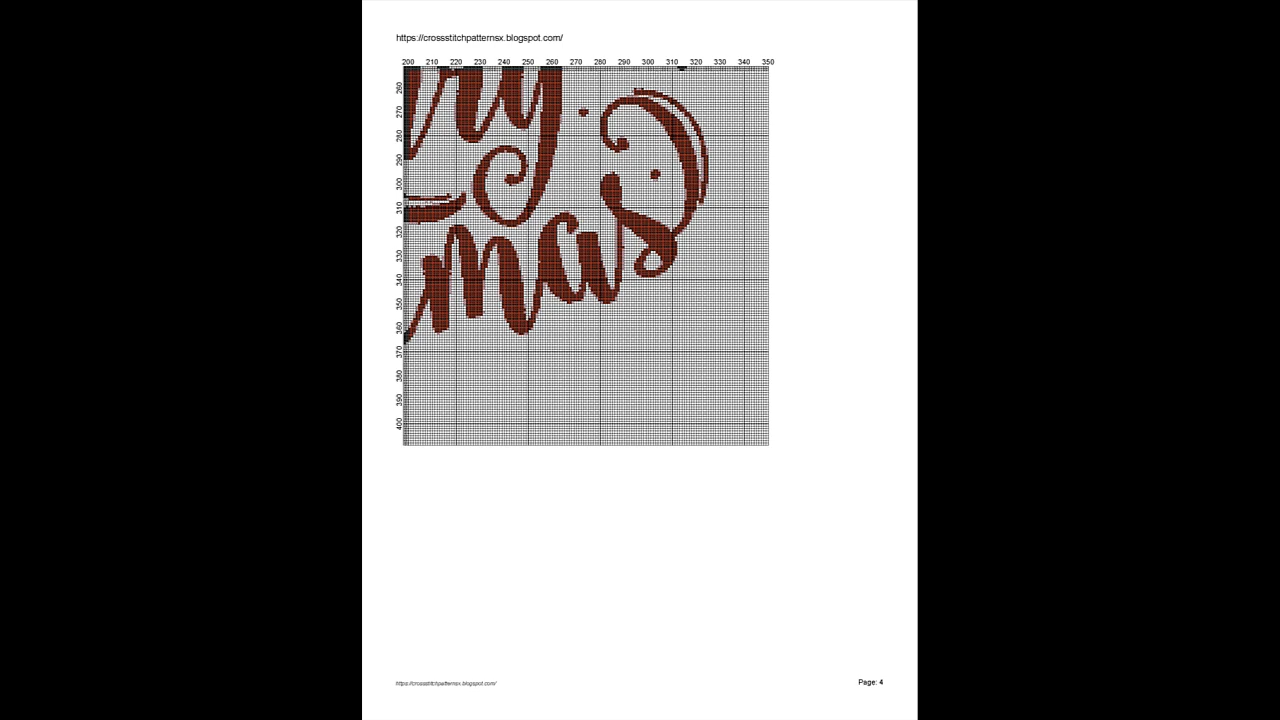 https://crossstitchpatternsx.blogspot.com/
200 210 220 230 240 250 260 270 280 290 300 310 320 330 340 350
ry
260
270
280
290
300
310
320
330
340
350
360
370
380
390
400
mas
https://crossstitchpatternsx.blogspot.com/
Page: 4